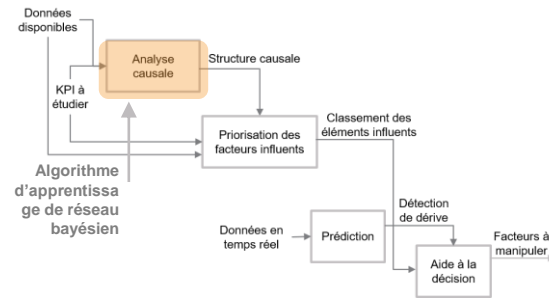 Données
disponibles
Analyse
causale
Structure causale
KPI à
étudier
Classement des
éléments influents
Priorisation des
facteurs influents
Algorithme
d'apprentissa
ge de réseau
bayésien
Détection
de dérive
Données en
temps réel
Prédiction
Facteurs à
manipuler
Aide à la
décision